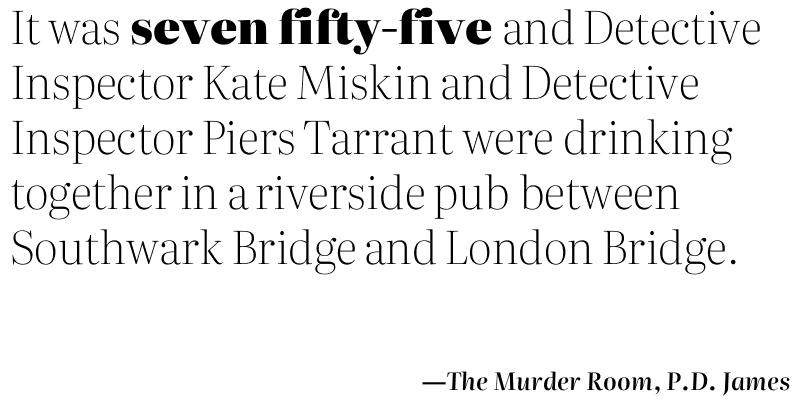 It was seven fifty-five and Detective
Inspector Kate Miskin and Detective
Inspector Piers Tarrant were drinking
together in a riverside pub between
Southwark Bridge and London Bridge.
—The Murder Room, P.D. James